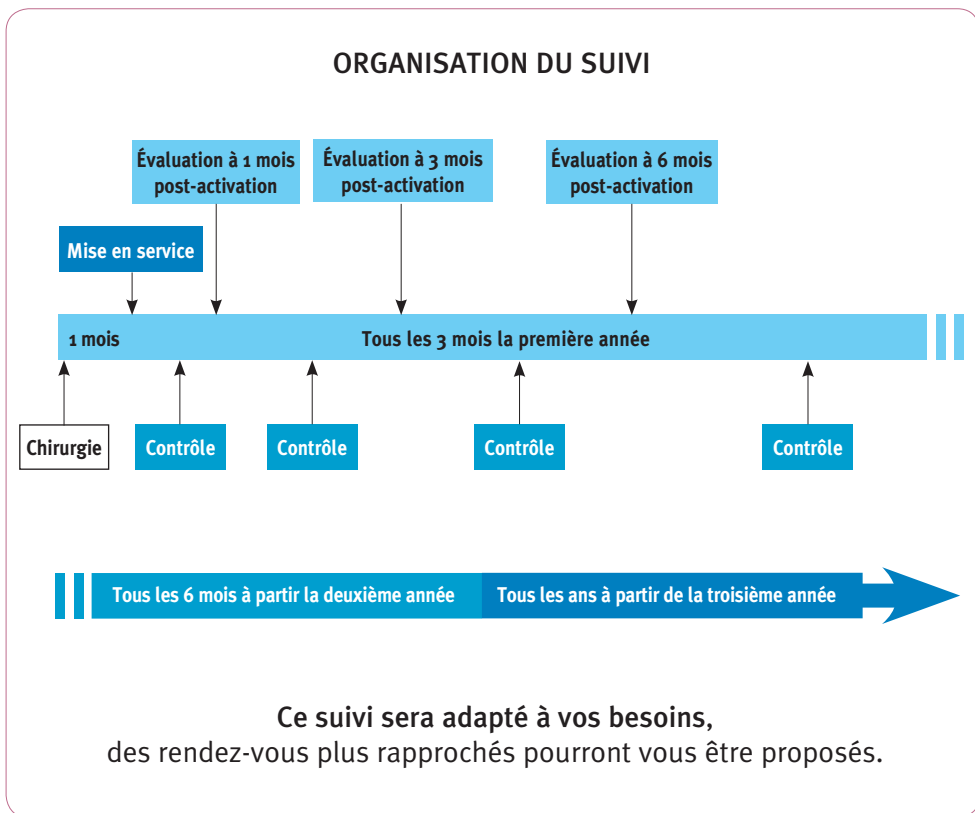 ORGANISATION DU SUIVI
Évaluation à 1 mois
post-activation
Évaluation à 3 mois
post-activation
Évaluation à 6 mois
post-activation
Mise en service
1 mois
Tous les 3 mois la première année
Chirurgie
Contrôle
Contrôle
Contrôle
Contrôle
Tous les 6 mois à partir la deuxième année
Tous les ans à partir de la troisième année
Ce suivi sera adapté à vos besoins,
des rendez-vous plus rapprochés pourront vous être proposés.